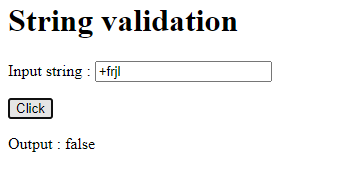 String validation
Input string : +frjl
Click
Output : false